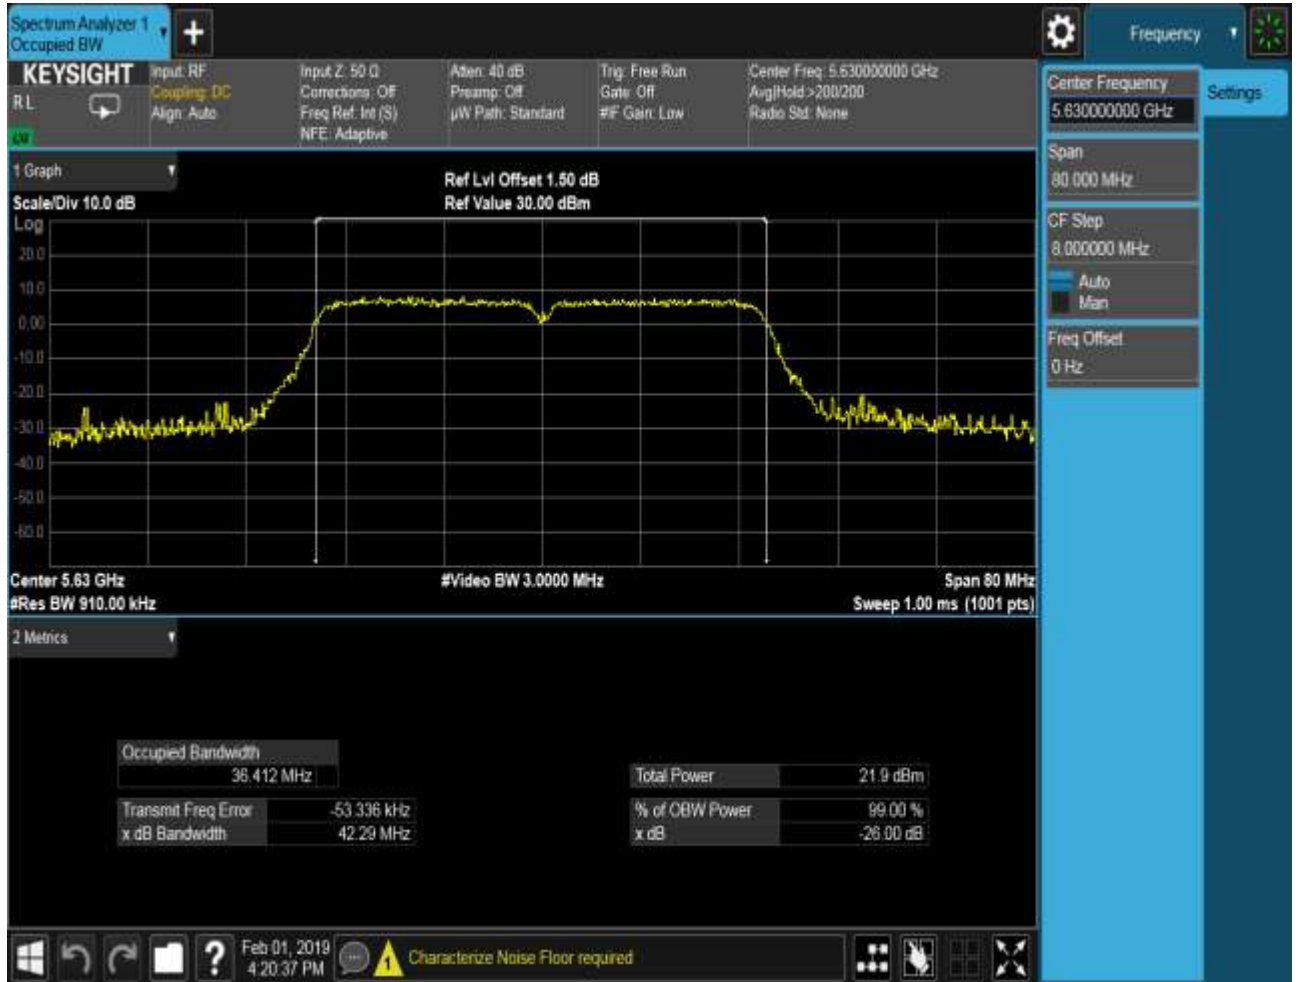 Spectrum Analyzer 1
Occupied BW
+
Frequency
KEYSIGHT
Input: RF
Coupling: DC
Align: Auto
Input Z: 50 Ω
Corrections: Off
Freq Ref: Int (S)
NFE: Adaptive
Atten: 40 dB
Preamp: Off
µW Path: Standard
Trig: Free Run
Gate: Off
#IF Gain: Low
Center Freq: 5.630000000 GHz
Avg|Hold:>200/200
Radio Std: None
R L
Center Frequency
5.630000000 GHz
Settings
Span
80.000 MHz
CF Step
8.000000 MHz
Auto
Man
Freq Offset
0 Hz
1 Graph
Scale/Div 10.0 dB
Ref Lvl Offset 1.50 dB
Ref Value 30.00 dBm
Log
20.0
10.0
0.00
-10.0
-20.0
-30.0
-40.0
-50.0
-60.0
Center 5.63 GHz
#Video BW 3.0000 MHz
Span 80 MHz
#Res BW 910.00 kHz
Sweep 1.00 ms (1001 pts)
2 Metrics
Occupied Bandwidth
36.412 MHz
Total Power 21.9 dBm
Transmit Freq Error -53.336 kHz
% of OBW Power 99.00 %
x dB Bandwidth 42.29 MHz
x dB -26.00 dB
?
Feb 01, 2019
4:20:37 PM
1
Characterize Noise Floor required